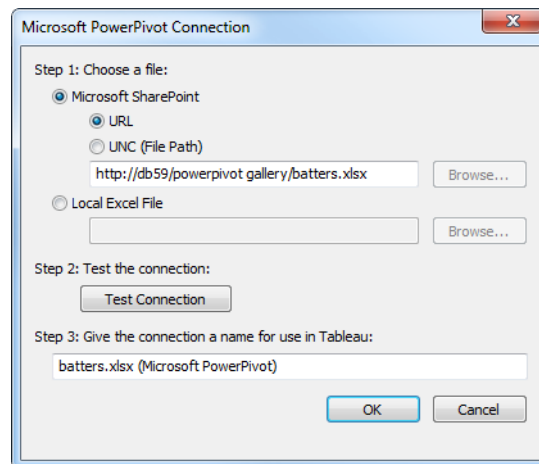 Microsoft PowerPivot Connection
Step 1: Choose a file:
Microsoft SharePoint
URL
UNC (File Path)
http://db59/powerpivot gallery/batters.xlsx Browse...
Local Excel File
Browse...
Step 2: Test the connection:
Test Connection
Step 3: Give the connection a name for use in Tableau:
batters.xlsx (Microsoft PowerPivot)
OK Cancel